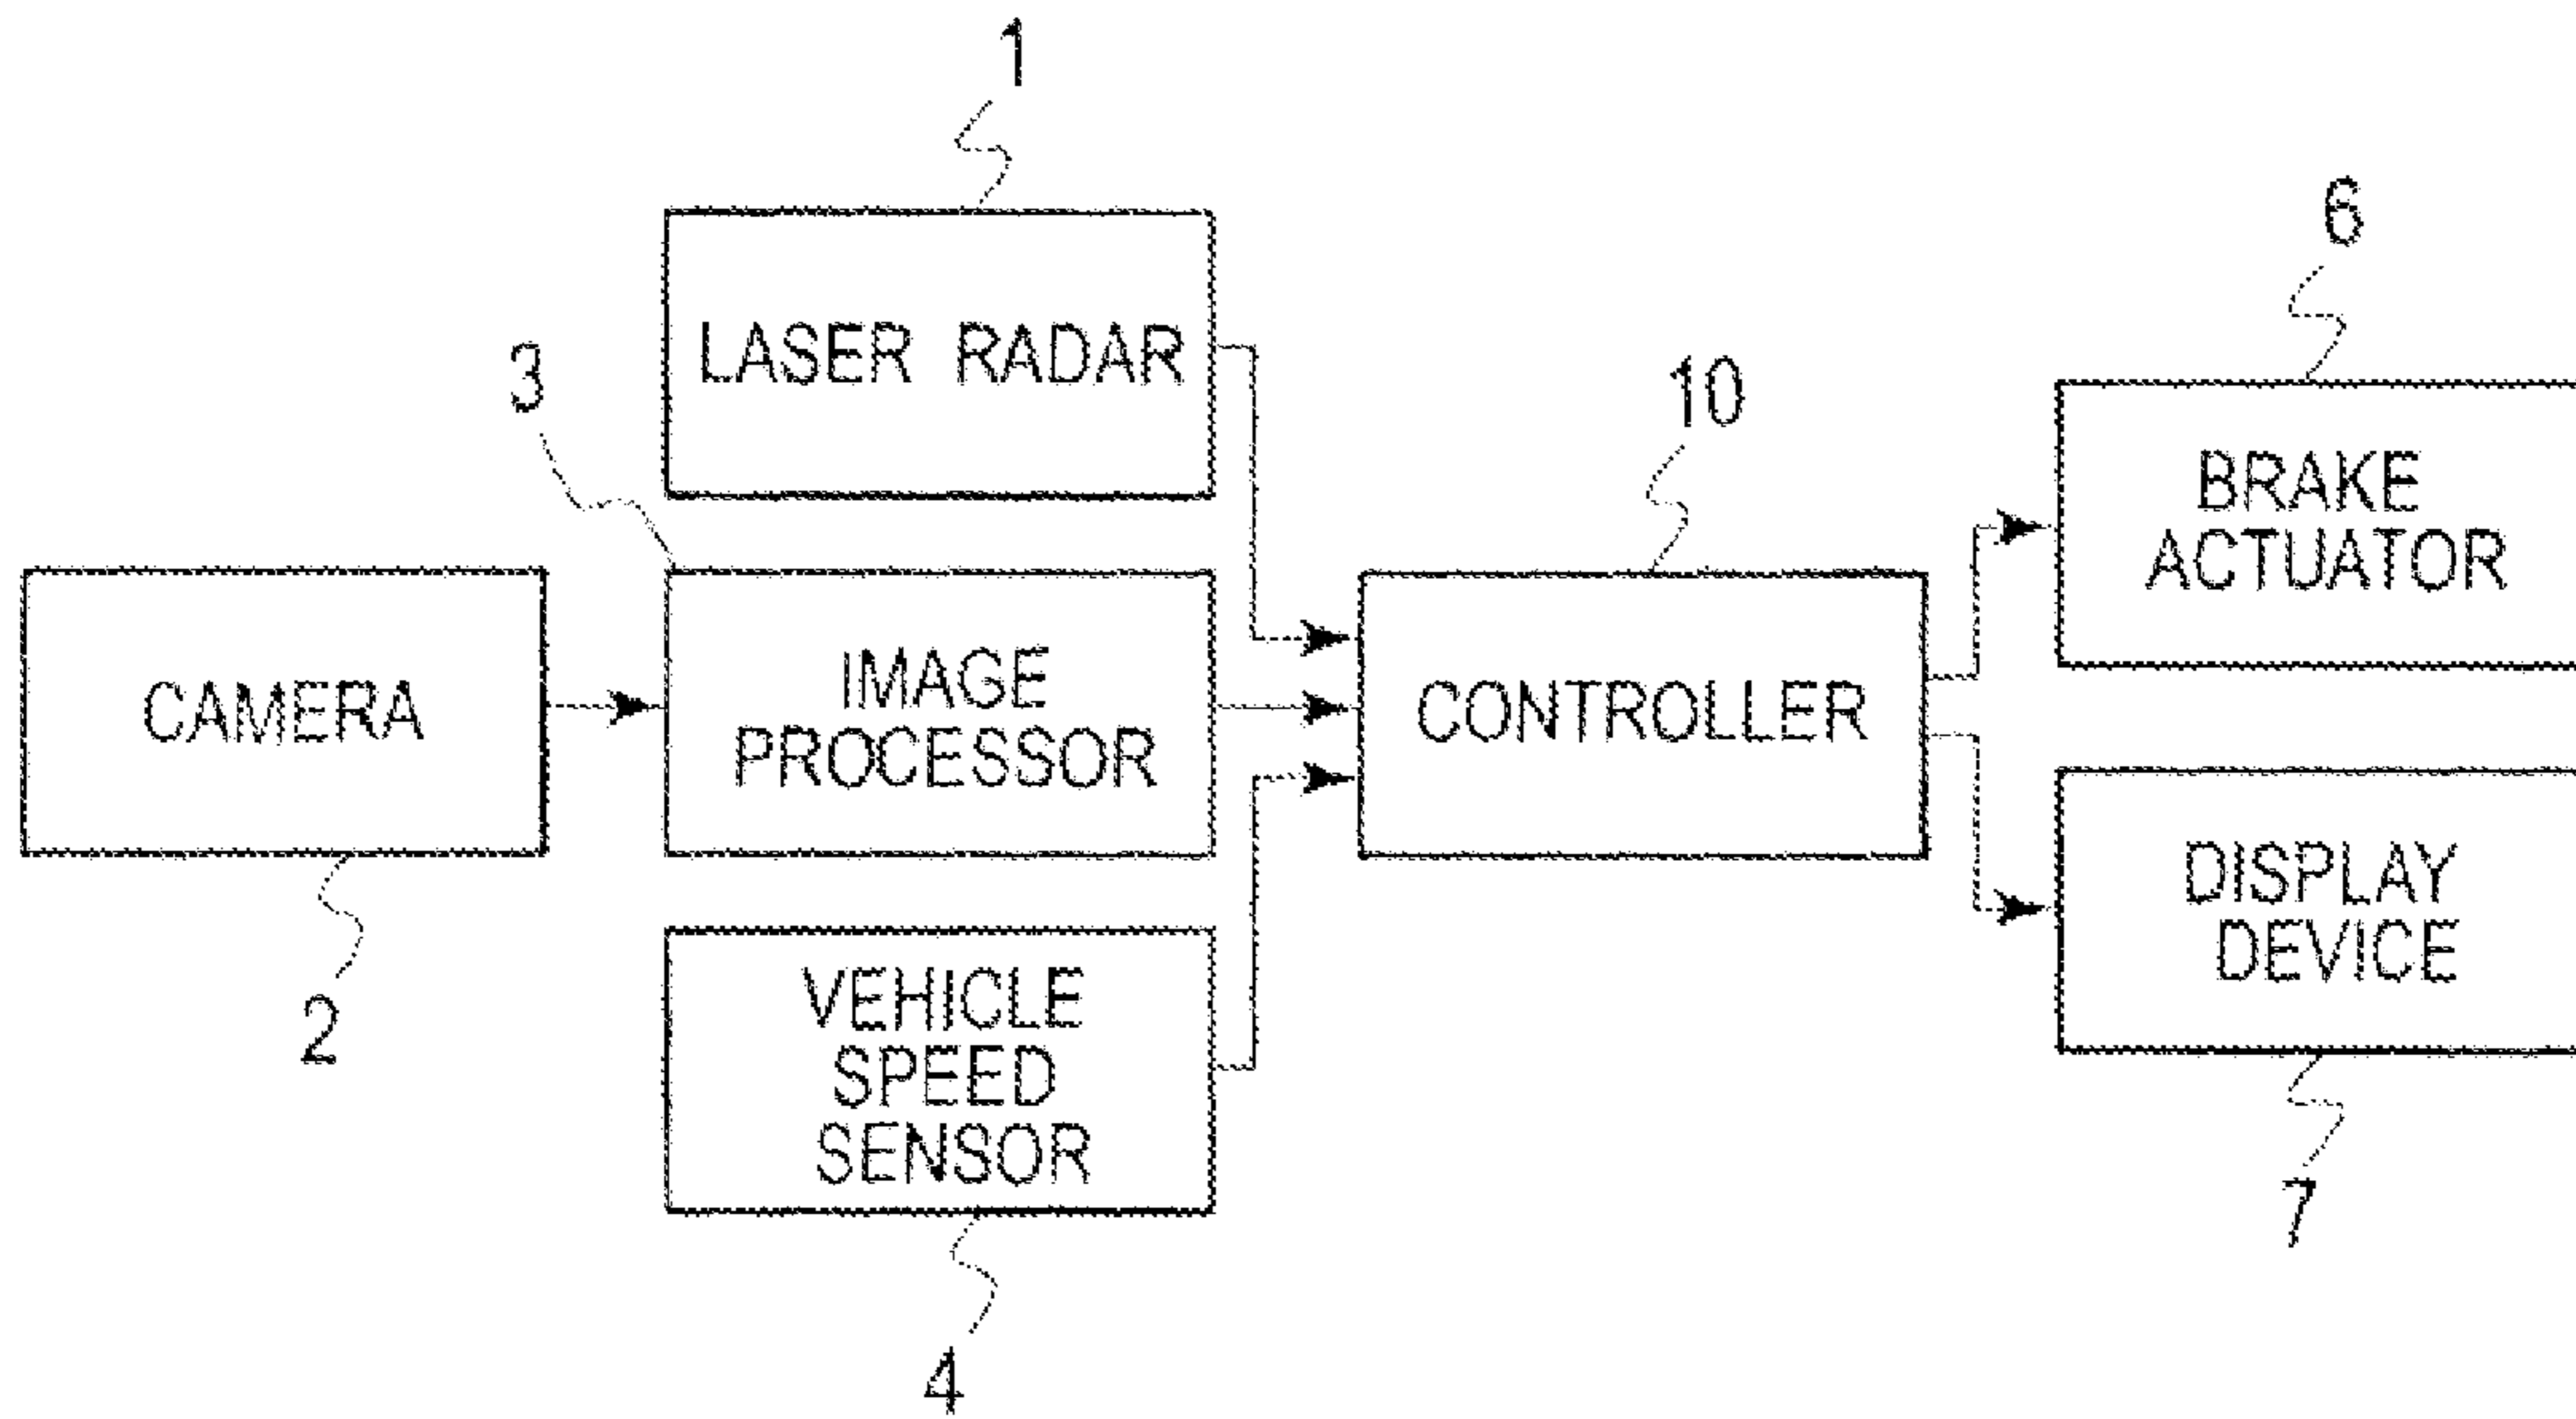 1
LASER RADAR
3
IMAGE
PROCESSOR
CAMERA
2
VEHICLE
SPEED
SENSOR
4
10
CONTROLLER
6
BRAKE
ACTUATOR
DISPLAY
DEVICE
7